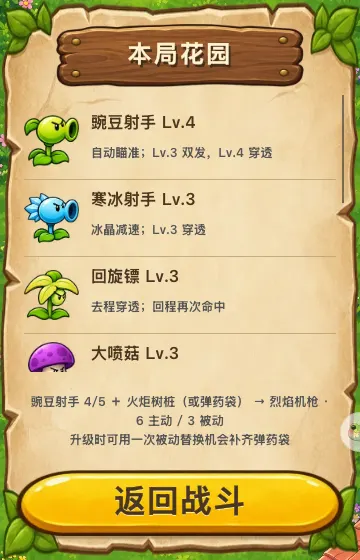 本局花园
豌豆射手 Lv.4
自动瞄准；Lv.3 双发，Lv.4 穿透
寒冰射手 Lv.3
冰晶减速；Lv.3 穿透
回旋镖 Lv.3
去程穿透；回程再次命中
大喷菇 Lv.3
豌豆射手 4/5 + 火炬树桩（或弹药袋） → 烈焰机枪 ·
6 主动 / 3 被动
升级时可用一次被动替换机会补齐弹药袋
返回战斗